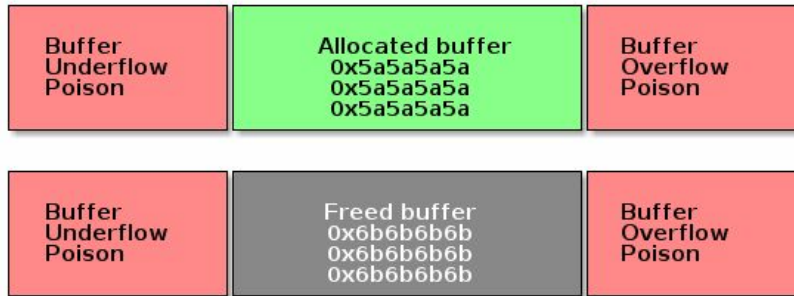 Buffer
Underflow
Poison
Allocated buffer
0x5a5a5a5a
0x5a5a5a5a
0x5a5a5a5a
Buffer
Overflow
Poison
Buffer
Underflow
Poison
Freed buffer
0x6b6b6b6b
0x6b6b6b6b
0x6b6b6b6b
Buffer
Overflow
Poison